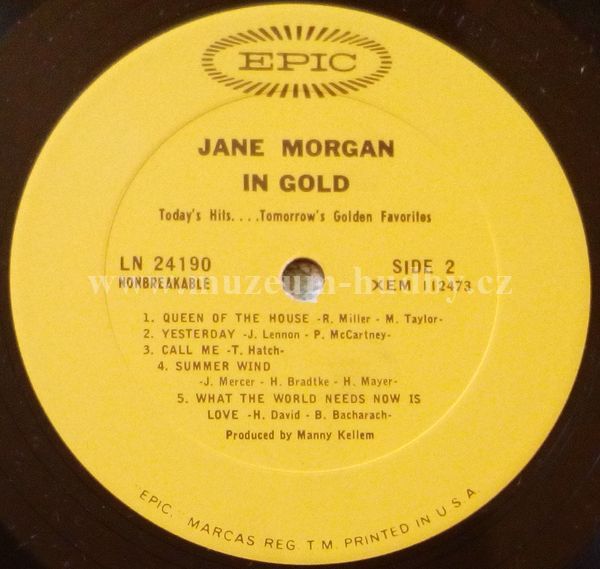 EPIC
JANE MORGAN
IN GOLD
Today's Hits....Tomorrow's Golden Favorites
LN 24190
NONBREAKABLE
SIDE 2
XEM 112473
www.muzeum-hudby.cz
1. QUEEN OF THE HOUSE -R. Miller - M. Taylor-
2. YESTERDAY -J. Lennon - P. McCartney-
3. CALL ME -T. Hatch-
4. SUMMER WIND
-J. Mercer - H. Bradtke - H. Mayer-
5. WHAT THE WORLD NEEDS NOW IS
LOVE -H. David - B. Bacharach-
Produced by Manny Kellem
"EPIC," MARCAS REG. T.M. PRINTED IN U.S.A